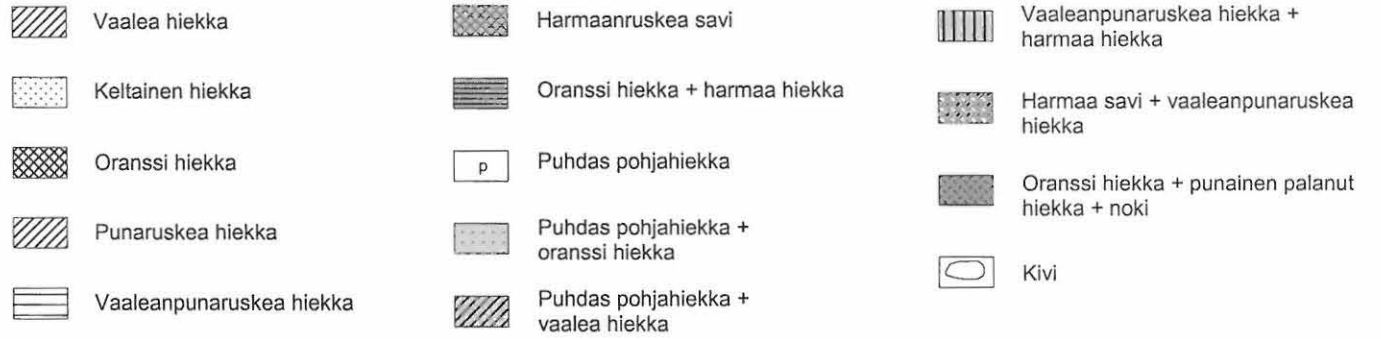 Vaalea hiekka
Keltainen hiekka
Oranssi hiekka
Punaruskea hiekka
Vaaleanpunaruskea hiekka
Harmaanruskea savi
Oranssi hiekka + harmaa hiekka
p
Puhdas pohjahiekka
Puhdas pohjahiekka +
oranssi hiekka
Puhdas pohjahiekka +
vaalea hiekka
Vaaleanpunaruskea hiekka +
harmaa hiekka
Harmaa savi + vaaleanpunaruskea
hiekka
Oranssi hiekka + punainen palanut
hiekka + noki
Kivi